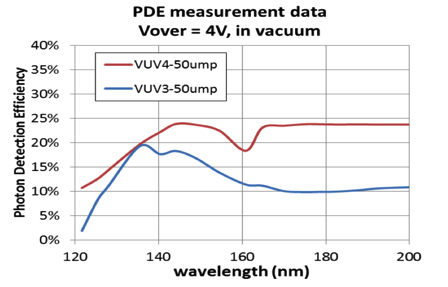 PDE measurement data
Vover = 4V, in vacuum
Photon Detection Efficiency
40%
35%
30%
25%
20%
15%
10%
5%
0%
VUV4-50ump
VUV3-50ump
120 140 160 180 200
wavelength (nm)